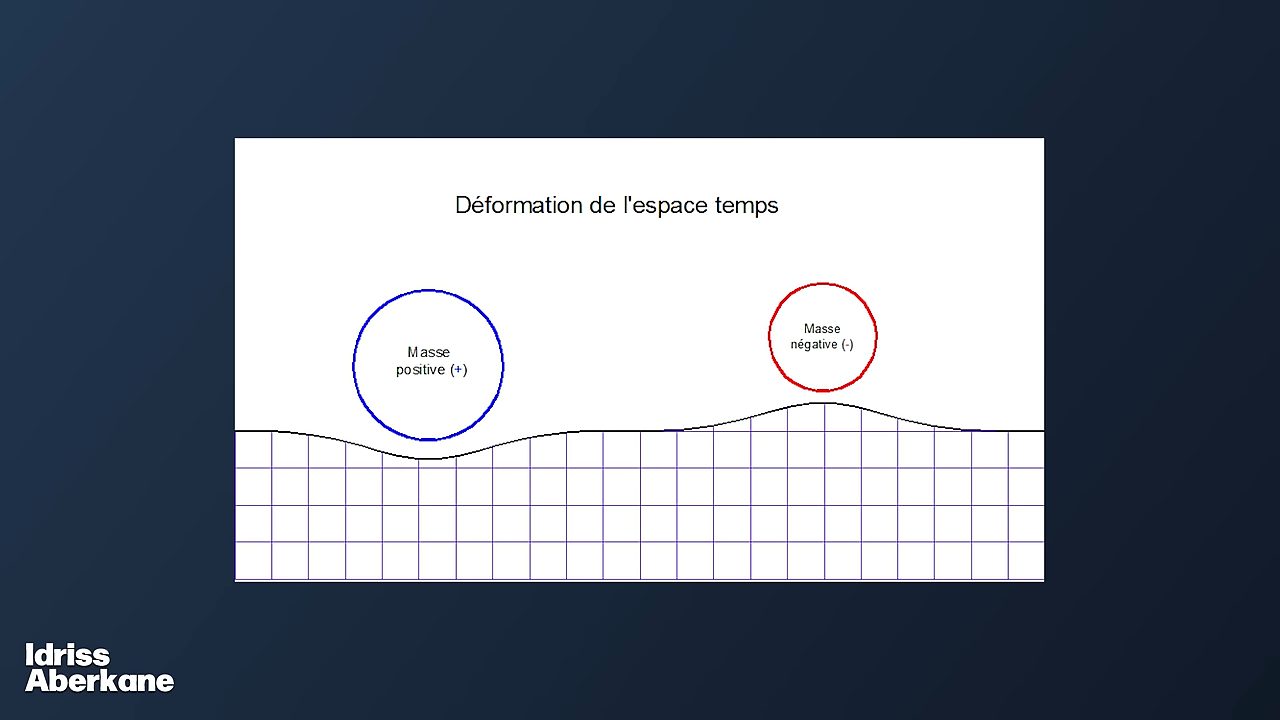 Déformation de l'espace temps
Masse
positive (+)
Masse
négative (-)
Idriss
Aberkane